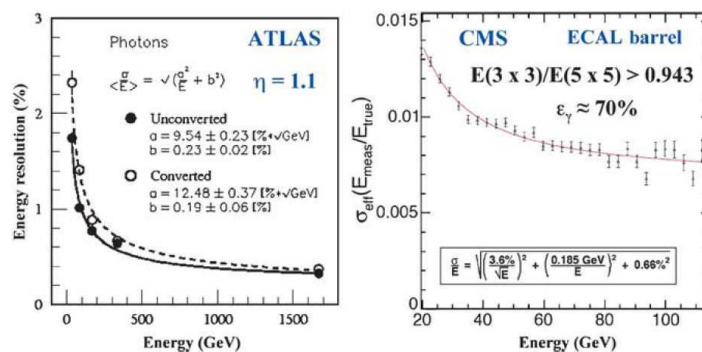 3
2
1
0
Energy resolution (%)
Photons
ATLAS
σ/<E> = √(a²/E + b²)
η = 1.1
Unconverted
a = 9.54 ± 0.23 [%*√GeV]
b = 0.23 ± 0.02 [%]
Converted
a = 12.48 ± 0.37 [%*√GeV]
b = 0.19 ± 0.06 [%]
0 500 1000 1500
Energy (GeV)
0.015
0.01
0.005
0
σeff(Emeas/Etrue)
CMS ECAL barrel
E(3 x 3)/E(5 x 5) > 0.943
εγ ≈ 70%
σ/E = √((3.6%/√E)² + (0.185 GeV/E)² + 0.66%²)
20 40 60 80 100
Energy (GeV)